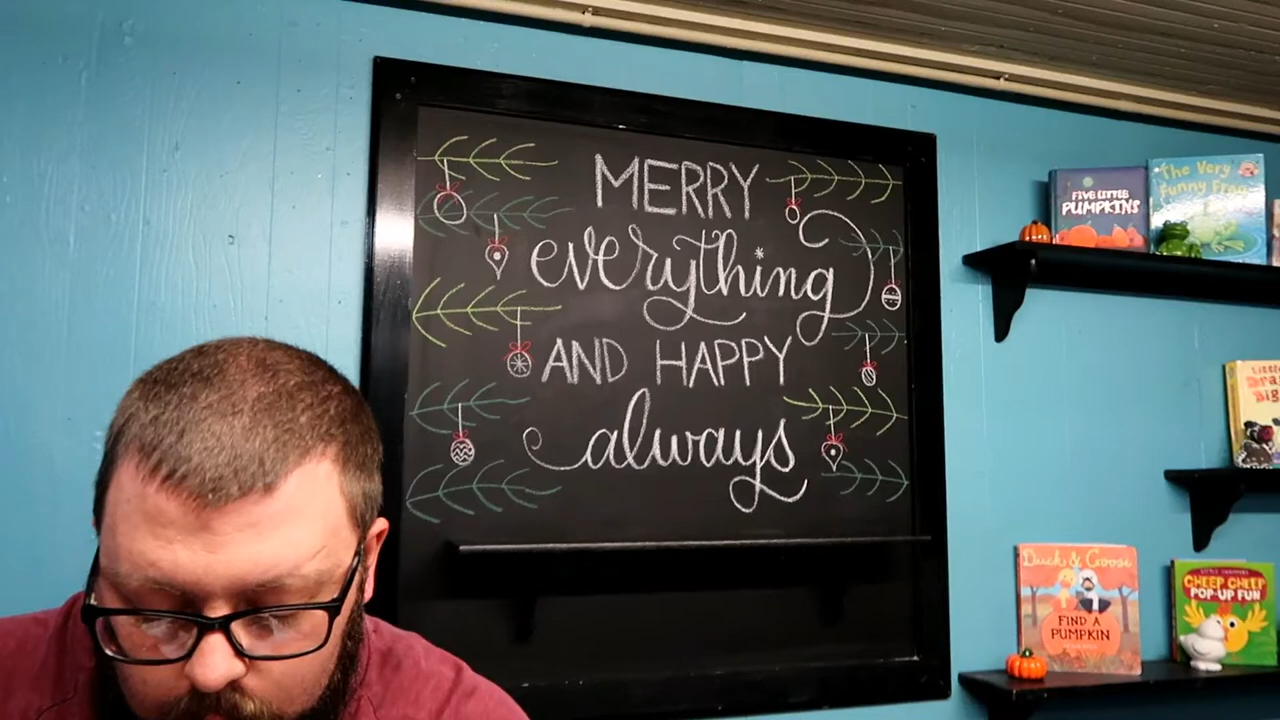 MERRY
everything
AND HAPPY
always
FIVE LITTLE
PUMPKINS
The Very
Funny Frog
Duck & Goose
FIND A
PUMPKIN
CHEEP CHEEP
POP-UP FUN